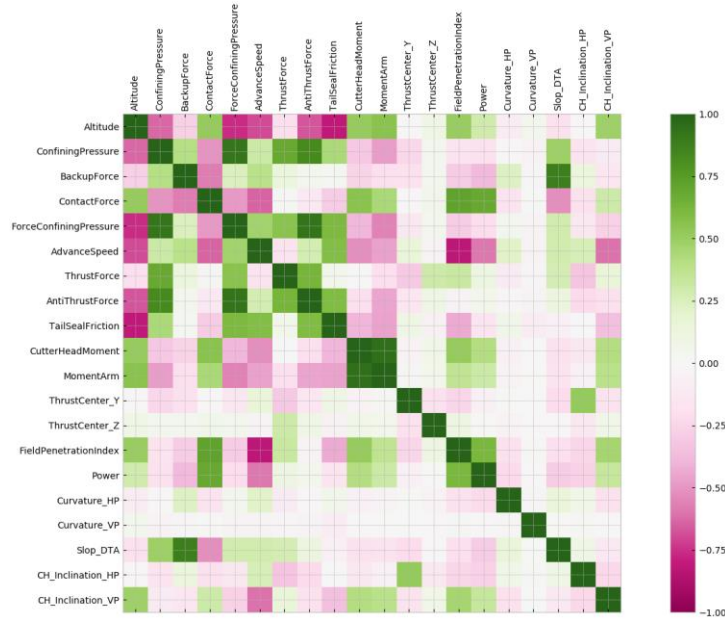 Altitude
ConfiningPressure
BackupForce
ContactForce
ForceConfiningPressure
AdvanceSpeed
ThrustForce
AntiThrustForce
TailSealFriction
CutterHeadMoment
MomentArm
ThrustCenter_Y
ThrustCenter_Z
FieldPenetrationIndex
Power
Curvature_HP
Curvature_VP
Slop_DTA
CH_Inclination_HP
CH_Inclination_VP
Altitude
ConfiningPressure
BackupForce
ContactForce
ForceConfiningPressure
AdvanceSpeed
ThrustForce
AntiThrustForce
TailSealFriction
CutterHeadMoment
MomentArm
ThrustCenter_Y
ThrustCenter_Z
FieldPenetrationIndex
Power
Curvature_HP
Curvature_VP
Slop_DTA
CH_Inclination_HP
CH_Inclination_VP
1.00
0.75
0.50
0.25
0.00
−0.25
−0.50
−0.75
−1.00